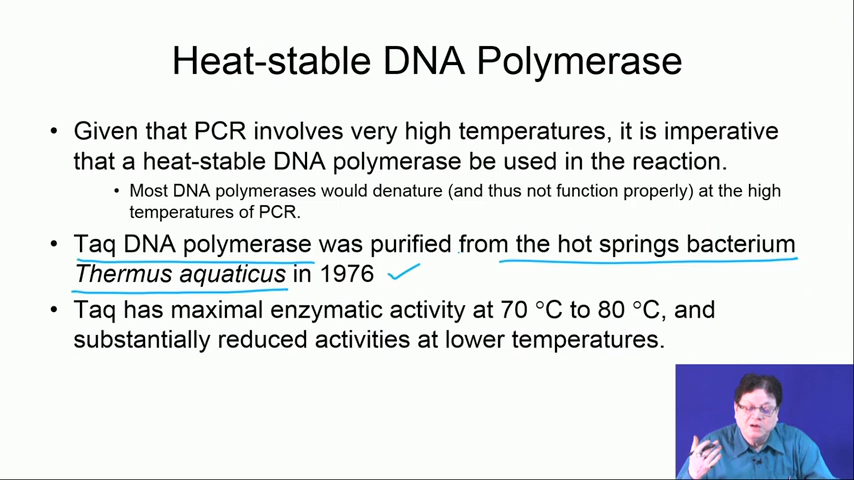 Heat-stable DNA Polymerase
• Given that PCR involves very high temperatures, it is imperative
that a heat-stable DNA polymerase be used in the reaction.
• Most DNA polymerases would denature (and thus not function properly) at the high
temperatures of PCR.
• Taq DNA polymerase was purified from the hot springs bacterium
Thermus aquaticus in 1976
• Taq has maximal enzymatic activity at 70 °C to 80 °C, and
substantially reduced activities at lower temperatures.